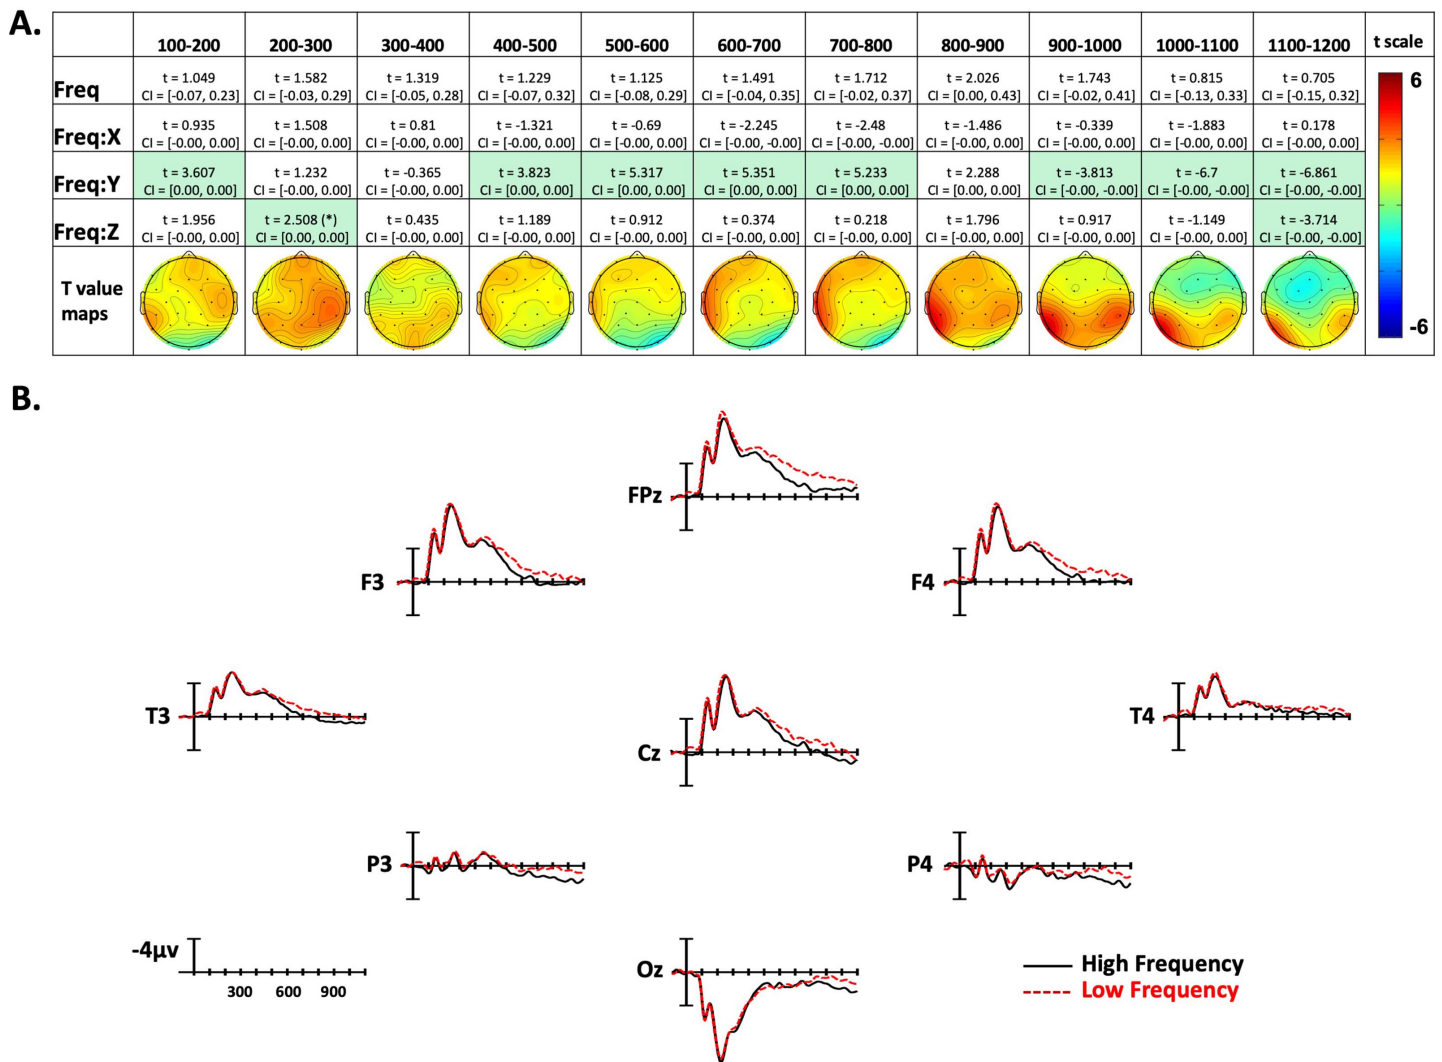 A.
100-200 200-300 300-400 400-500 500-600 600-700 700-800 800-900 900-1000 1000-1100 1100-1200 t scale
Freq
t = 1.049 t = 1.582 t = 1.319 t = 1.229 t = 1.125 t = 1.491 t = 1.712 t = 2.026 t = 1.743 t = 0.815 t = 0.705
CI = [-0.07, 0.23] CI = [-0.03, 0.29] CI = [-0.05, 0.28] CI = [-0.07, 0.32] CI = [-0.08, 0.29] CI = [-0.04, 0.35] CI = [-0.02, 0.37] CI = [0.00, 0.43] CI = [-0.02, 0.41] CI = [-0.13, 0.33] CI = [-0.15, 0.32]
Freq:X
t = 0.935 t = 1.508 t = 0.81 t = -1.321 t = -0.69 t = -2.245 t = -2.48 t = -1.486 t = -0.339 t = -1.883 t = 0.178
CI = [-0.00, 0.00] CI = [-0.00, 0.00] CI = [-0.00, 0.00] CI = [-0.00, 0.00] CI = [-0.00, 0.00] CI = [-0.00, -0.00] CI = [-0.00, -0.00] CI = [-0.00, 0.00] CI = [-0.00, 0.00] CI = [-0.00, 0.00] CI = [-0.00, 0.00]
Freq:Y
t = 3.607 t = 1.232 t = -0.365 t = 3.823 t = 5.317 t = 5.351 t = 5.233 t = 2.288 t = -3.813 t = -6.7 t = -6.861
CI = [0.00, 0.00] CI = [-0.00, 0.00] CI = [-0.00, 0.00] CI = [0.00, 0.00] CI = [0.00, 0.00] CI = [0.00, 0.00] CI = [0.00, 0.00] CI = [0.00, 0.00] CI = [-0.00, -0.00] CI = [-0.00, -0.00] CI = [-0.00, -0.00]
Freq:Z
t = 1.956 t = 2.508 (*) t = 0.435 t = 1.189 t = 0.912 t = 0.374 t = 0.218 t = 1.796 t = 0.917 t = -1.149 t = -3.714
CI = [-0.00, 0.00] CI = [0.00, 0.00] CI = [-0.00, 0.00] CI = [-0.00, 0.00] CI = [-0.00, 0.00] CI = [-0.00, 0.00] CI = [-0.00, 0.00] CI = [-0.00, 0.00] CI = [-0.00, 0.00] CI = [-0.00, 0.00] CI = [-0.00, -0.00]
T value
maps
6
-6
B.
FPz
F3 F4
T3 Cz T4
P3 P4
-4µv Oz
300 600 900
High Frequency
Low Frequency